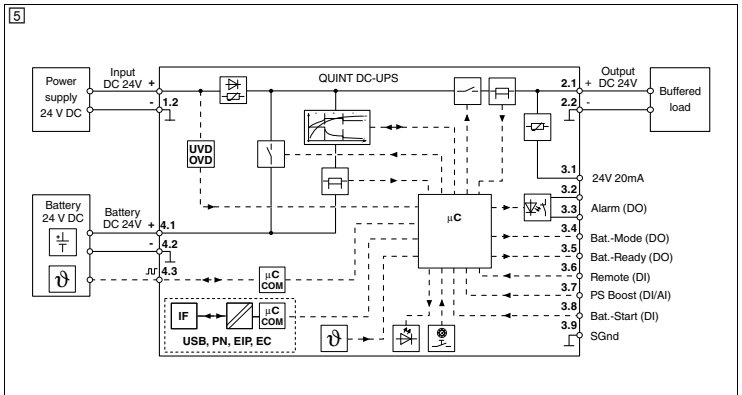 5
QUINT DC-UPS
Power
supply
24 V DC
Input
DC 24V +
- 1.2
UVD
OVD
2.1 + Output
DC 24V
2.2 -
Buffered
load
3.1
24V 20mA
3.2
3.3
Alarm (DO)
3.4
Bat.-Mode (DO)
3.5
Bat.-Ready (DO)
3.6
Remote (DI)
3.7
PS Boost (DI/AI)
3.8
Bat.-Start (DI)
3.9
SGnd
µC
Battery
24 V DC
Battery
DC 24V + 4.1
- 4.2
4.3
ϑ
µC
COM
IF
µC
COM
USB, PN, EIP, EC
ϑ